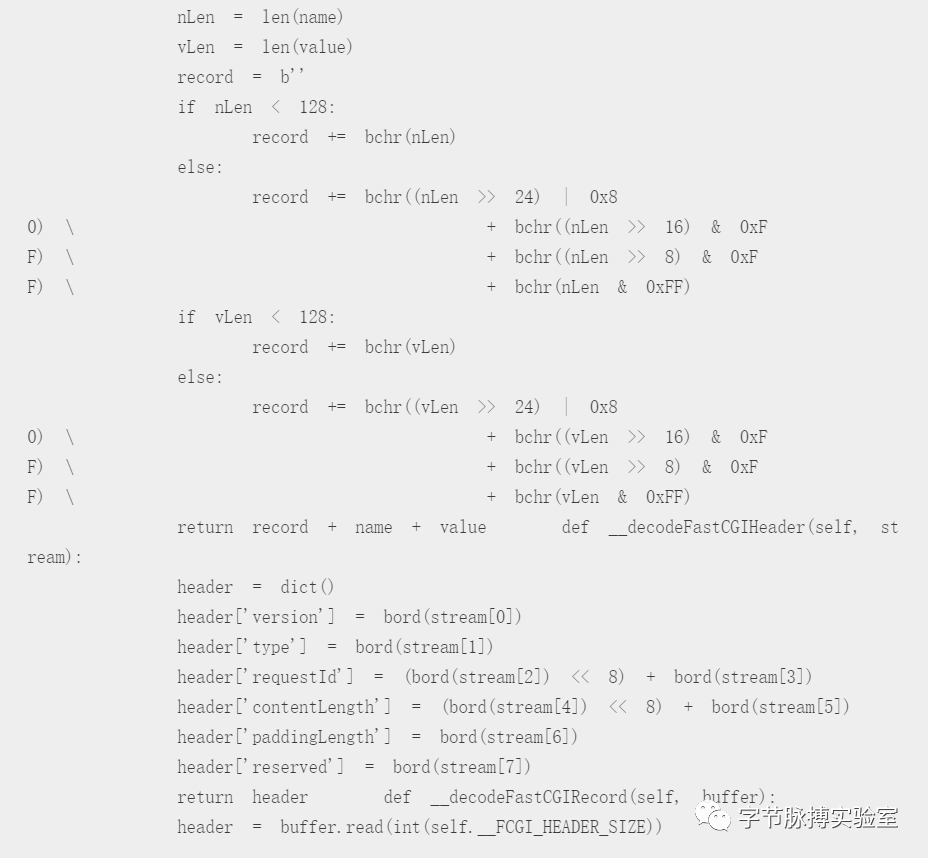 nLen = len(name)
vLen = len(value)
record = b''
if nLen < 128:
record += bchr(nLen)
else:
record += bchr((nLen >> 24) | 0x8
0) \ + bchr((nLen >> 16) & 0xF
F) \ + bchr((nLen >> 8) & 0xF
F) \ + bchr(nLen & 0xFF)
if vLen < 128:
record += bchr(vLen)
else:
record += bchr((vLen >> 24) | 0x8
0) \ + bchr((vLen >> 16) & 0xF
F) \ + bchr((vLen >> 8) & 0xF
F) \ + bchr(vLen & 0xFF)
return record + name + value def __decodeFastCGIHeader(self, st
ream):
header = dict()
header['version'] = bord(stream[0])
header['type'] = bord(stream[1])
header['requestId'] = (bord(stream[2]) << 8) + bord(stream[3])
header['contentLength'] = (bord(stream[4]) << 8) + bord(stream[5])
header['paddingLength'] = bord(stream[6])
header['reserved'] = bord(stream[7])
return header def __decodeFastCGIRecord(self, buffer):
header = buffer.read(int(self.__FCGI_HEADER_SIZE))
字节脉搏实验室